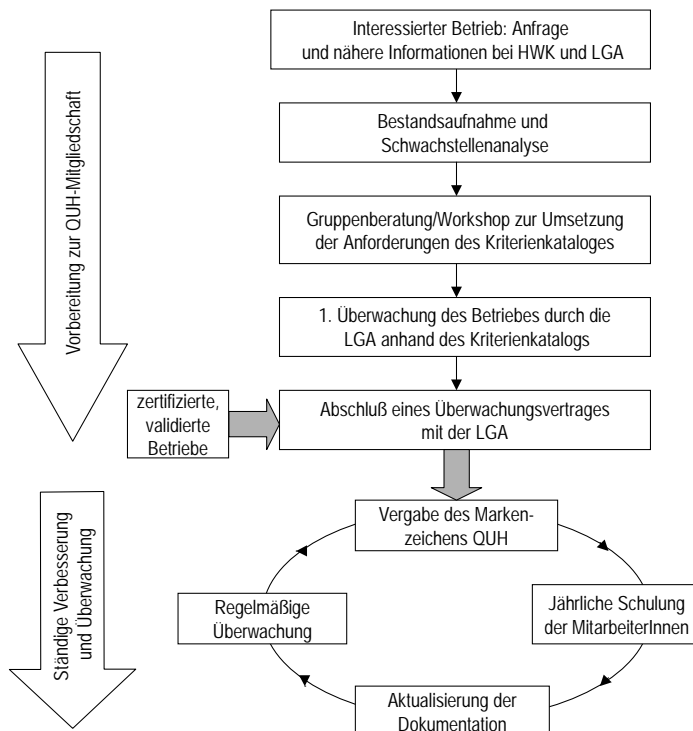 Interessierter Betrieb: Anfrage
und nähere Informationen bei HWK und LGA
Vorbereitung zur QUH-Mitgliedschaft
Bestandsaufnahme und
Schwachstellenanalyse
Gruppenberatung/Workshop zur Umsetzung
der Anforderungen des Kriterienkataloges
1. Überwachung des Betriebes durch die
LGA anhand des Kriterienkatalogs
zertifizierte,
validierte
Betriebe
Abschluß eines Überwachungsvertrages
mit der LGA
Ständige Verbesserung
und Überwachung
Vergabe des Marken-
zeichens QUH
Regelmäßige
Überwachung
Jährliche Schulung
der MitarbeiterInnen
Aktualisierung der
Dokumentation